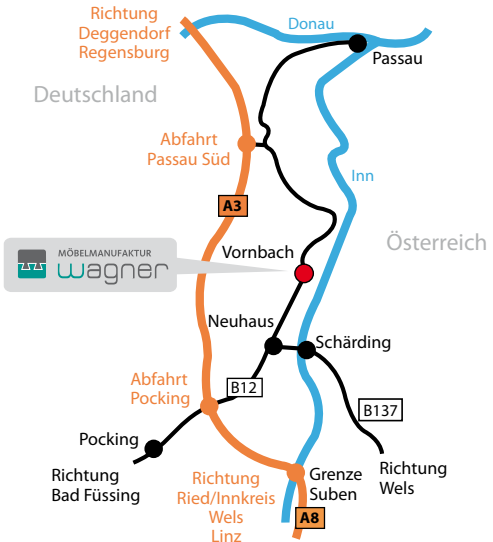 Richtung
Deggendorf
Regensburg
Donau
Passau
Deutschland
Abfahrt
Passau Süd
Inn
A3
Österreich
Vornbach
MÖBELMANUFAKTUR
wagner
Neuhaus
Schärding
Abfahrt
Pocking
B12
B137
Pocking
Richtung
Bad Füssing
Richtung
Ried/Innkreis
Wels
Linz
Grenze
Suben
Richtung
Wels
A8